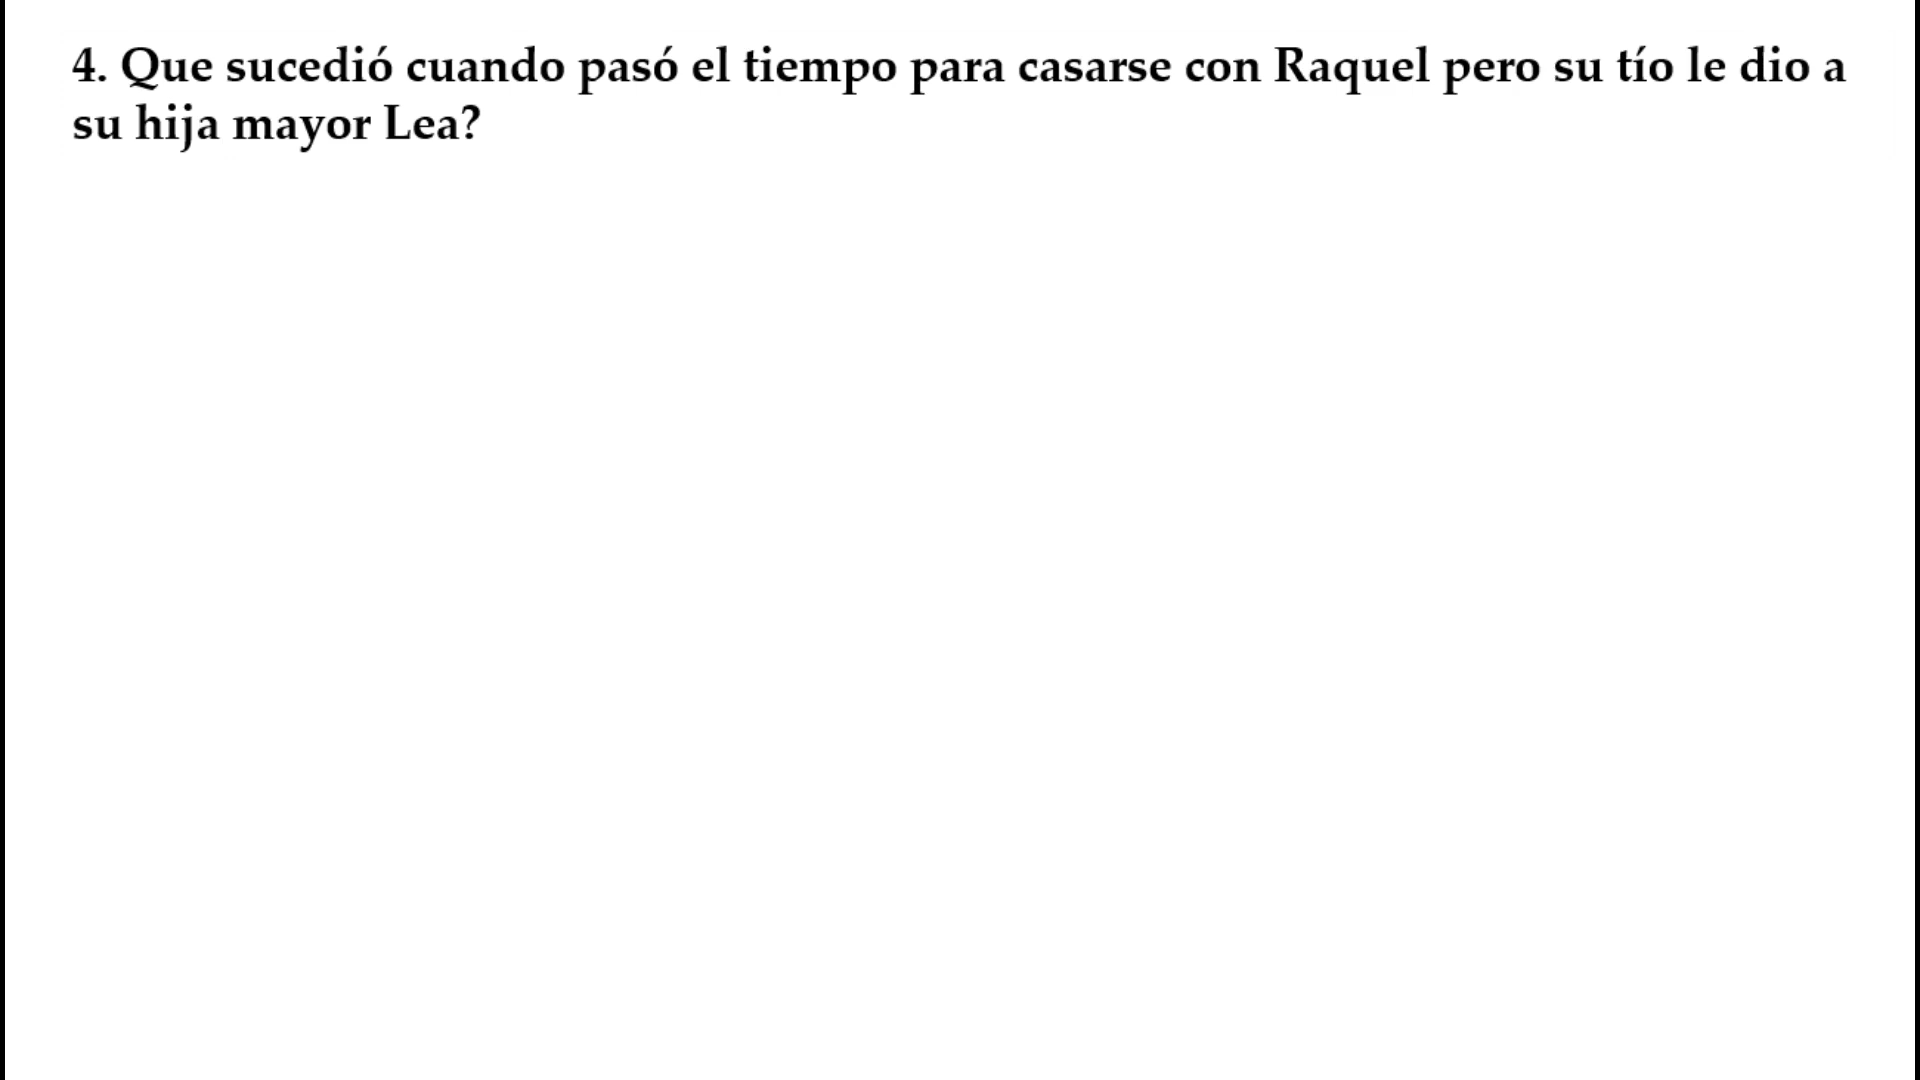 4. Que sucedió cuando pasó el tiempo para casarse con Raquel pero su tío le dio a
su hija mayor Lea?